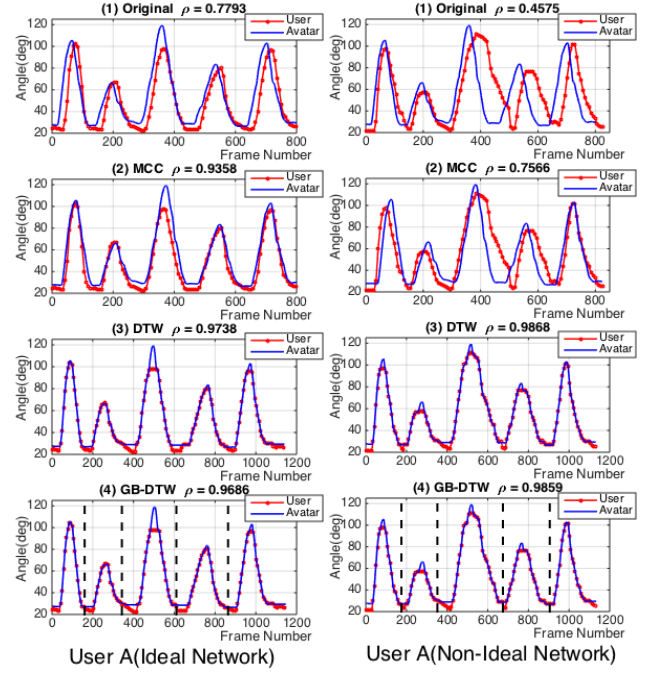 (1) Original ρ = 0.7793
User
Avatar
Angle(deg)
120
100
80
60
40
20
0 200 400 600 800
Frame Number
(2) MCC ρ = 0.9358
User
Avatar
Angle(deg)
120
100
80
60
40
20
0 200 400 600 800
Frame Number
(3) DTW ρ = 0.9738
User
Avatar
Angle(deg)
120
100
80
60
40
20
0 200 400 600 800 1000 1200
Frame Number
(4) GB-DTW ρ = 0.9686
User
Avatar
Angle(deg)
120
100
80
60
40
20
0 200 400 600 800 1000 1200
Frame Number
User A(Ideal Network)
(1) Original ρ = 0.4575
User
Avatar
Angle(deg)
120
100
80
60
40
20
0 200 400 600 800
Frame Number
(2) MCC ρ = 0.7566
User
Avatar
Angle(deg)
120
100
80
60
40
20
0 200 400 600 800
Frame Number
(3) DTW ρ = 0.9868
User
Avatar
Angle(deg)
120
100
80
60
40
20
0 200 400 600 800 1000 1200
Frame Number
(4) GB-DTW ρ = 0.9859
User
Avatar
Angle(deg)
120
100
80
60
40
20
0 200 400 600 800 1000 1200
Frame Number
User A(Non-Ideal Network)